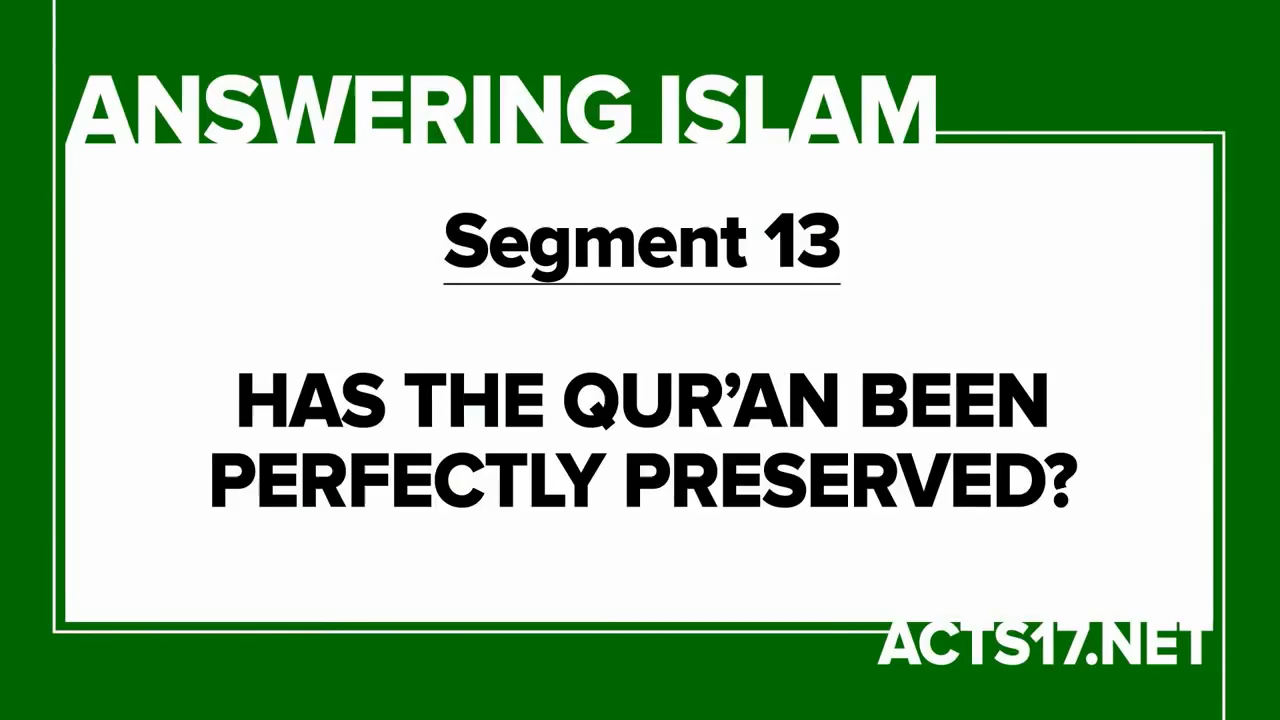 ANSWERING ISLAM
Segment 13
HAS THE QUR’AN BEEN
PERFECTLY PRESERVED?
ACTS17.NET